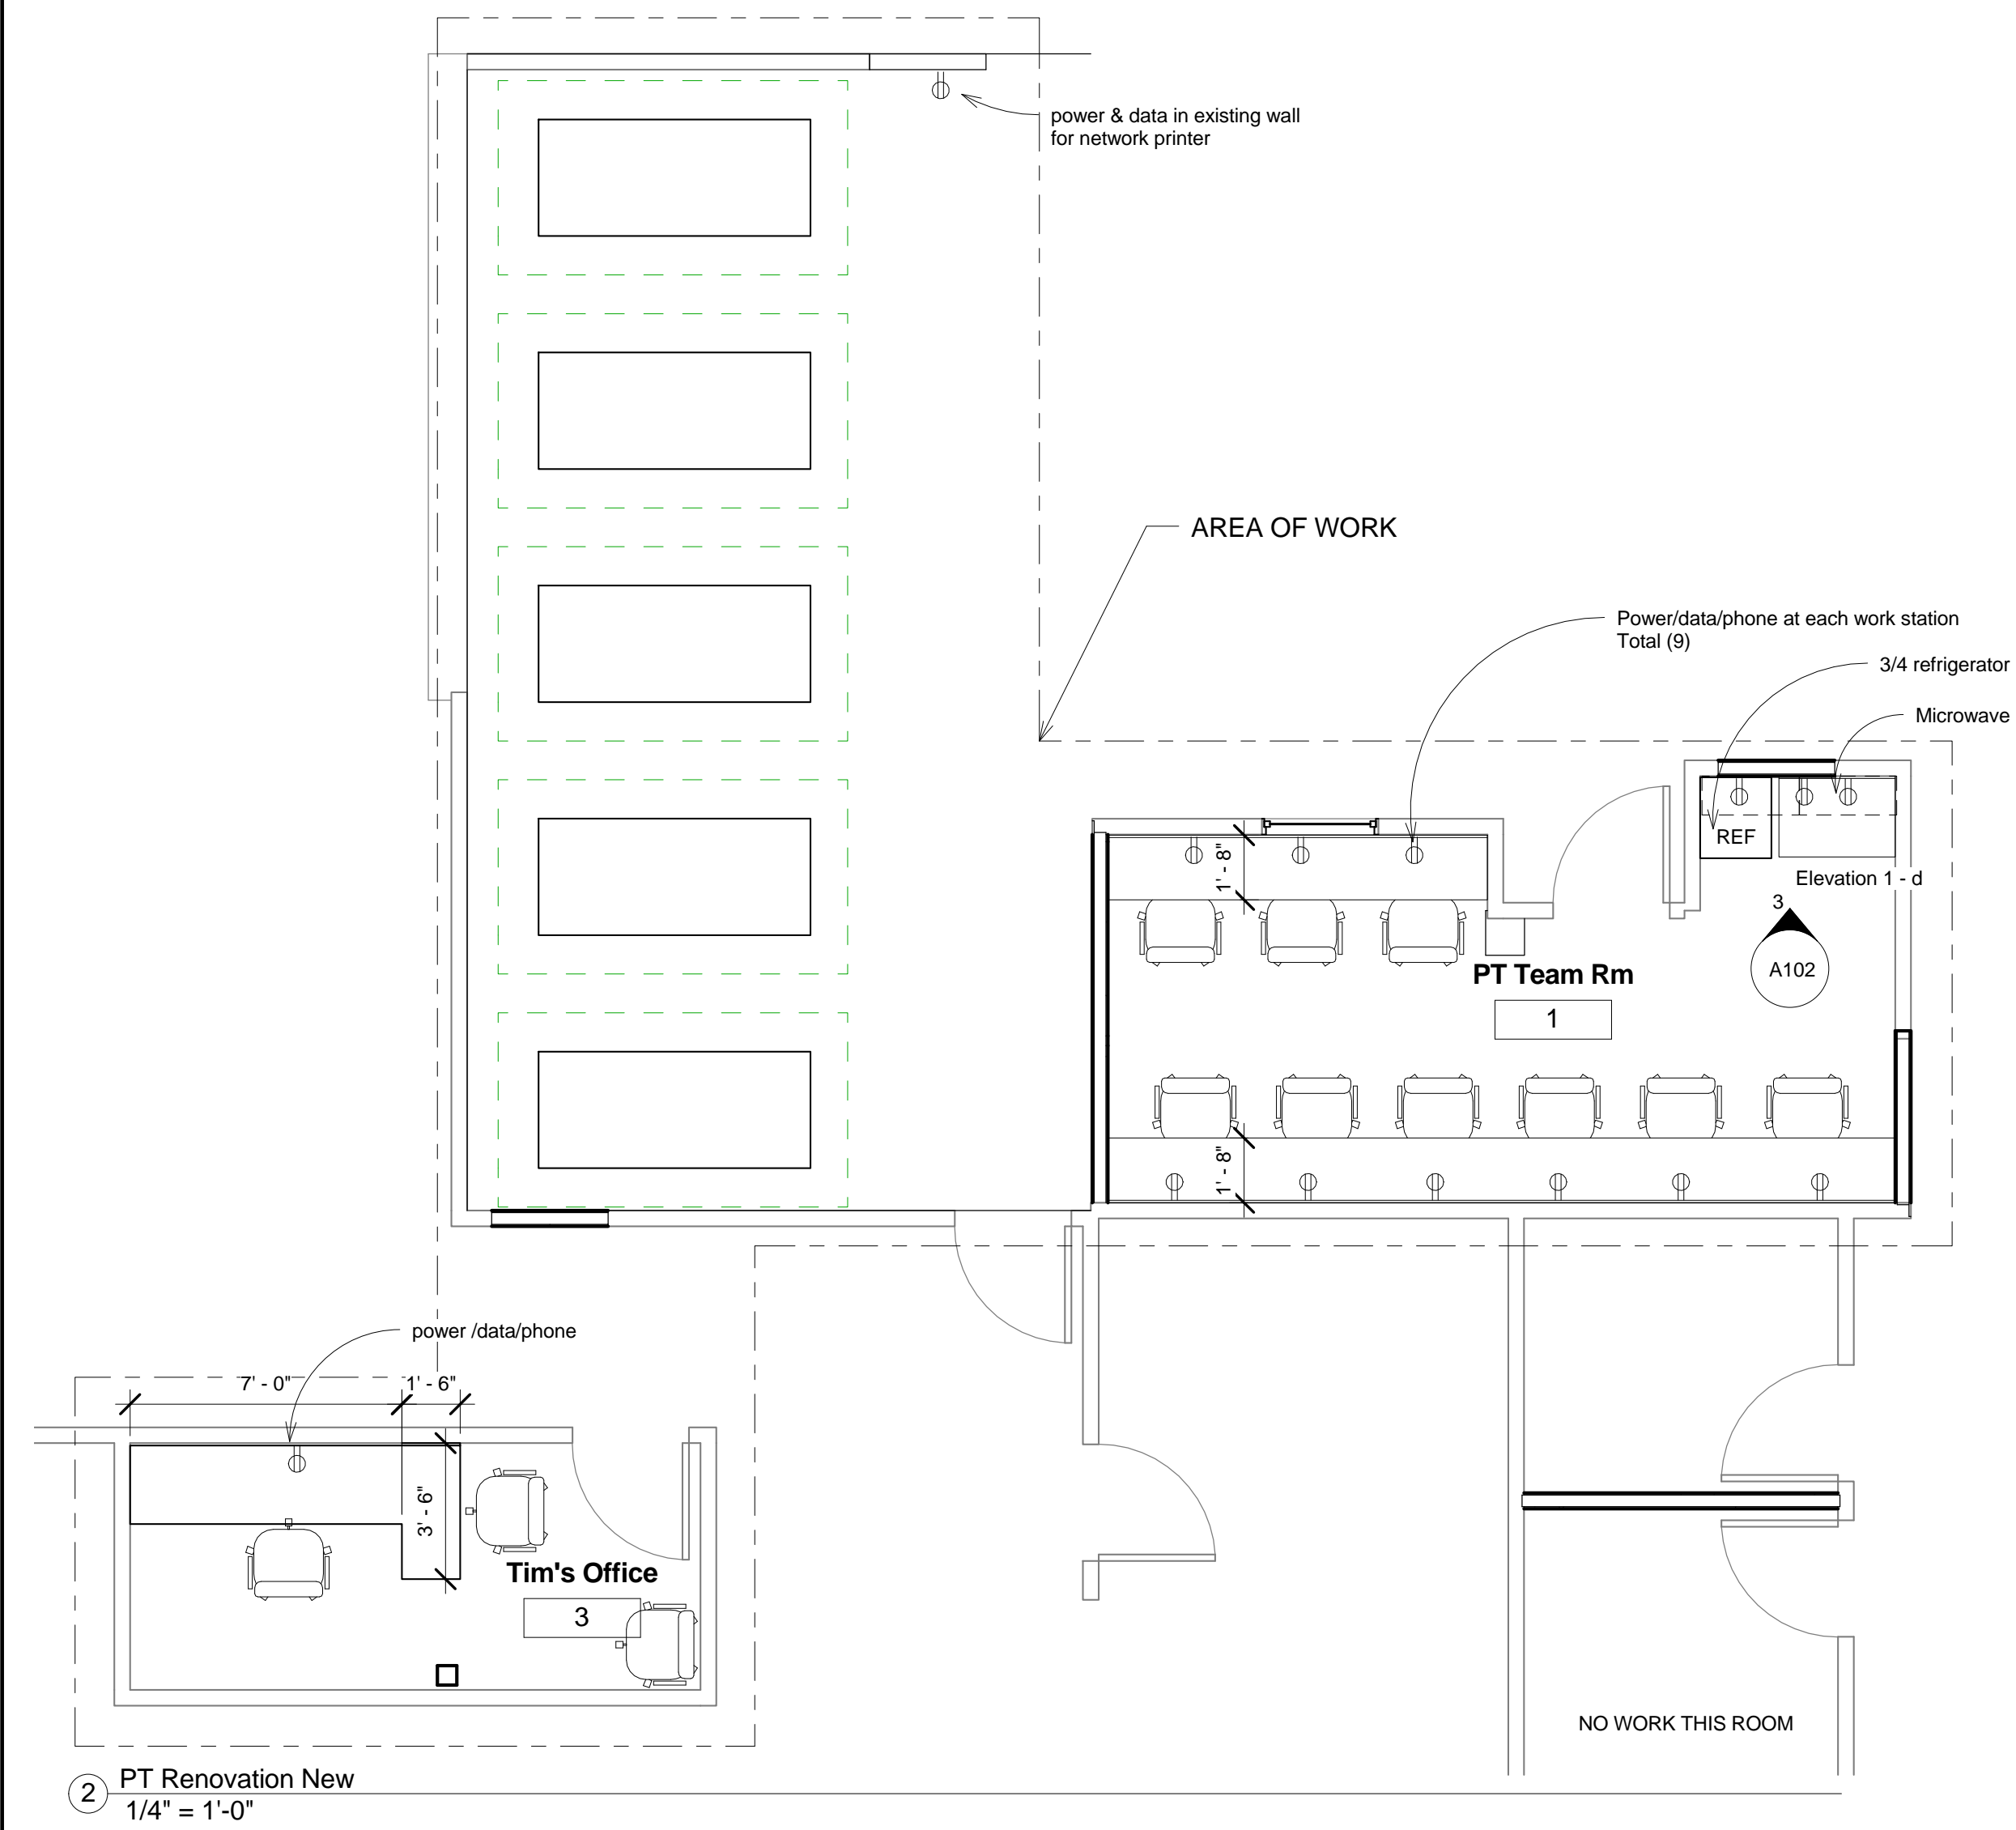 power & data in existing wall
for network printer
AREA OF WORK
Power/data/phone at each work station
Total (9)
3/4 refrigerator
Microwave
REF
1' - 8"
Elevation 1 - d
3
A102
PT Team Rm
1
1' - 8"
power /data/phone
7' - 0"
1' - 6"
3' - 6"
Tim's Office
3
NO WORK THIS ROOM
2
PT Renovation New
1/4" = 1'-0"